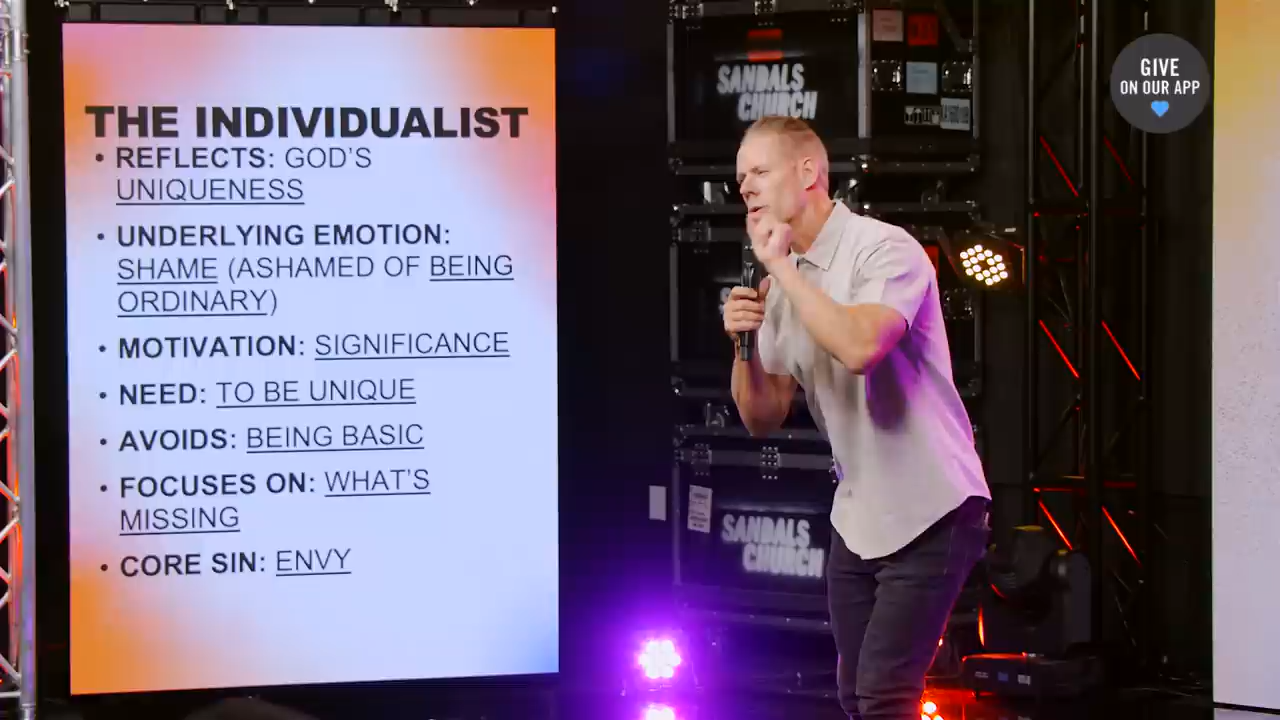 THE INDIVIDUALIST
• REFLECTS: GOD'S
UNIQUENESS
• UNDERLYING EMOTION:
SHAME (ASHAMED OF BEING
ORDINARY)
• MOTIVATION: SIGNIFICANCE
• NEED: TO BE UNIQUE
• AVOIDS: BEING BASIC
• FOCUSES ON: WHAT'S
MISSING
• CORE SIN: ENVY
SANDALS
CHURCH
SANDALS
CHURCH
GIVE
ON OUR APP